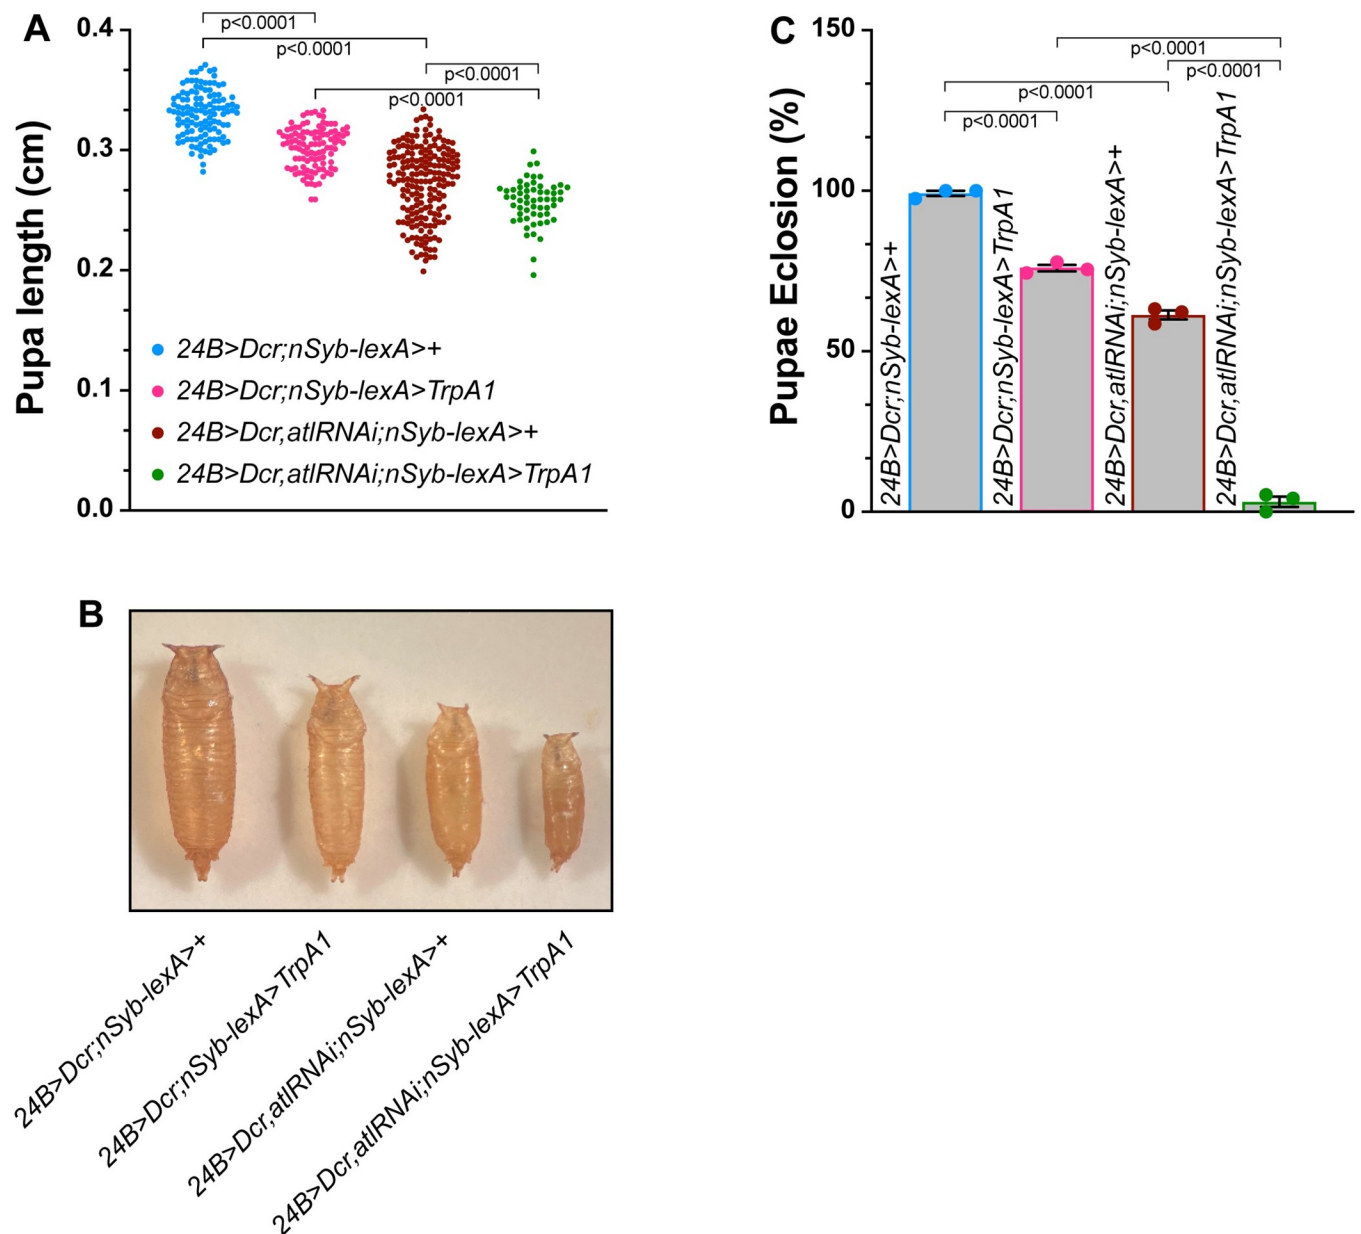 A
Pupa length (cm)
0.4
0.3
0.2
0.1
0.0
p<0.0001
p<0.0001
p<0.0001
p<0.0001
24B>Dcr;nSyb-lexA>+
24B>Dcr;nSyb-lexA>TrpA1
24B>Dcr,atlRNAi;nSyb-lexA>+
24B>Dcr,atlRNAi;nSyb-lexA>TrpA1
C
Pupae Eclosion (%)
150
100
50
0
p<0.0001
p<0.0001
p<0.0001
p<0.0001
24B>Dcr;nSyb-lexA>+
24B>Dcr;nSyb-lexA>TrpA1
24B>Dcr,atlRNAi;nSyb-lexA>+
24B>Dcr,atlRNAi;nSyb-lexA>TrpA1
B
24B>Dcr;nSyb-lexA>+
24B>Dcr;nSyb-lexA>TrpA1
24B>Dcr,atlRNAi;nSyb-lexA>+
24B>Dcr,atlRNAi;nSyb-lexA>TrpA1